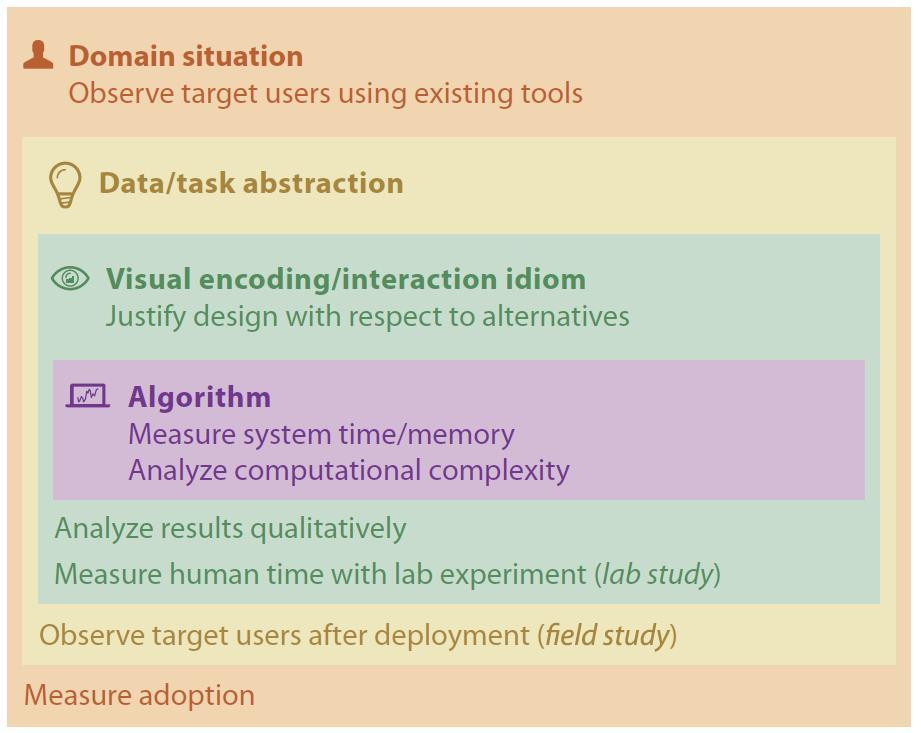 Domain situation
Observe target users using existing tools
Data/task abstraction
Visual encoding/interaction idiom
Justify design with respect to alternatives
Algorithm
Measure system time/memory
Analyze computational complexity
Analyze results qualitatively
Measure human time with lab experiment (lab study)
Observe target users after deployment (field study)
Measure adoption